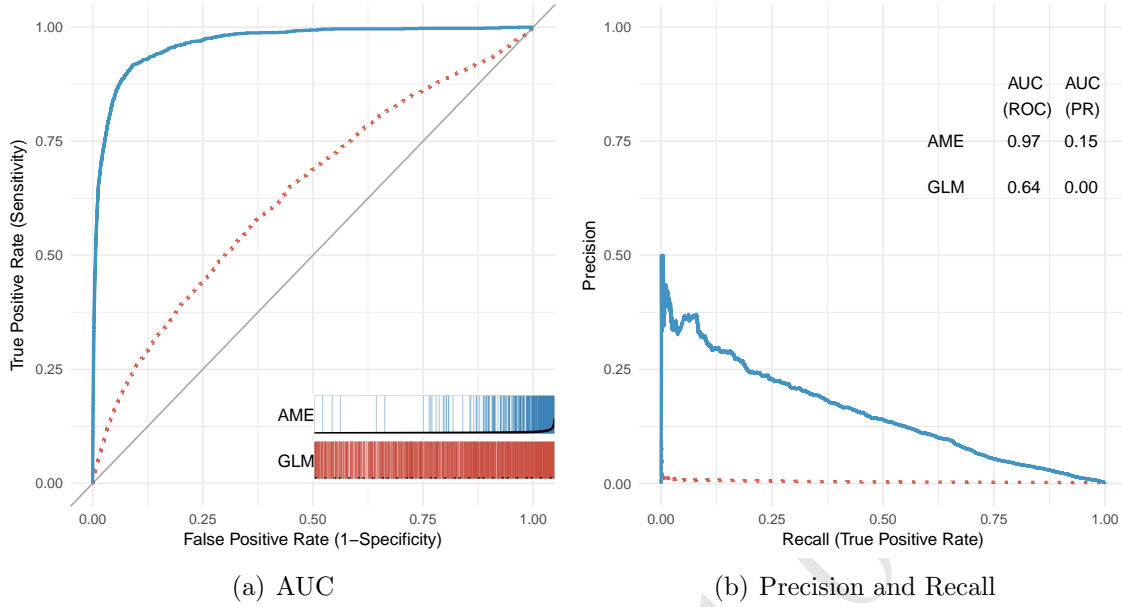 1.00
0.75
0.50
0.25
0.00
True Positive Rate (Sensitivity)
AME
GLM
0.00 0.25 0.50 0.75 1.00
False Positive Rate (1−Specificity)
(a) AUC
1.00
0.75
0.50
0.25
0.00
Precision
AUC AUC
(ROC) (PR)
AME 0.97 0.15
GLM 0.64 0.00
0.00 0.25 0.50 0.75 1.00
Recall (True Positive Rate)
(b) Precision and Recall